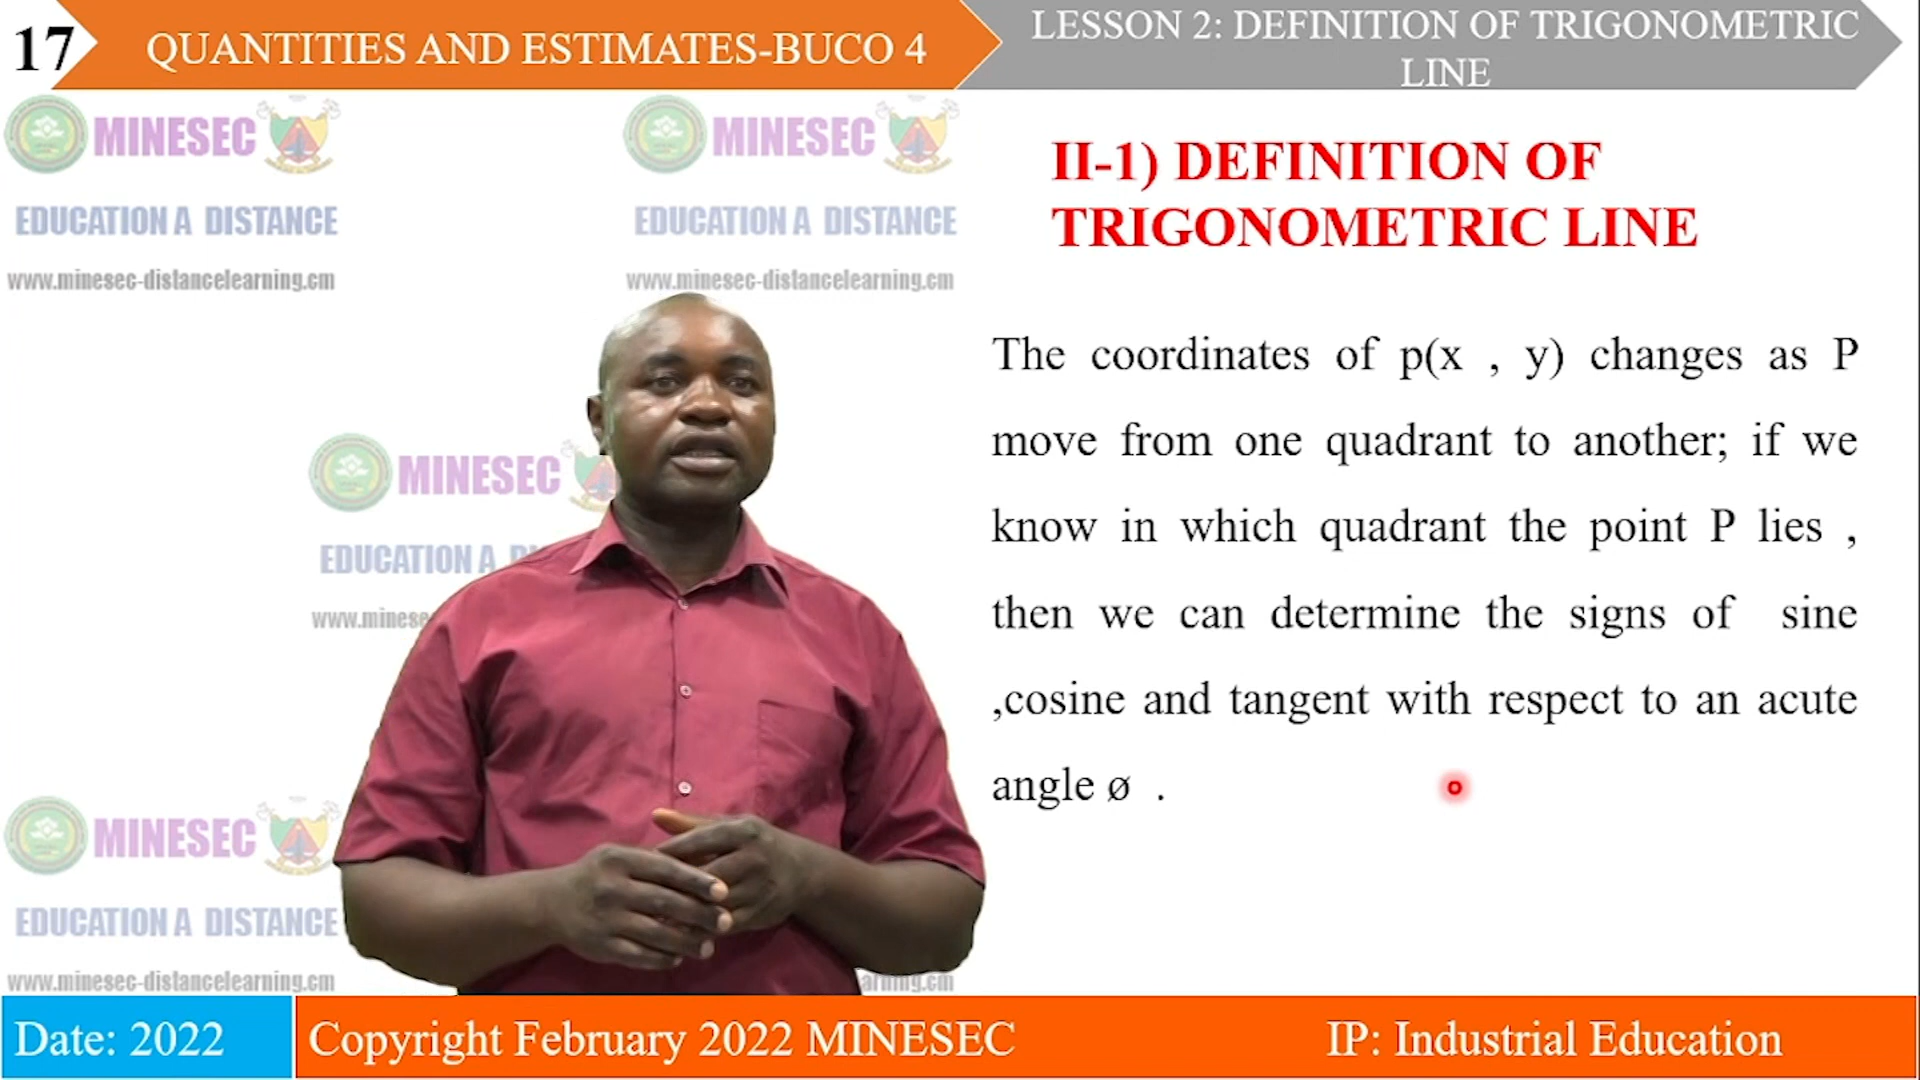 17
QUANTITIES AND ESTIMATES-BUCO 4
LESSON 2: DEFINITION OF TRIGONOMETRIC
LINE
MINESEC
EDUCATION A DISTANCE
www.minesec-distancelearning.cm
MINESEC
EDUCATION A DISTANCE
www.minesec-distancelearning.cm
II-1) DEFINITION OF
TRIGONOMETRIC LINE
The coordinates of p(x , y) changes as P
move from one quadrant to another; if we
know in which quadrant the point P lies ,
then we can determine the signs of sine
,cosine and tangent with respect to an acute
angle ø .
MINESEC
EDUCATION A
MINESEC
EDUCATION A DISTANCE
www.minesec-distancelearning.cm
Date: 2022
Copyright February 2022 MINESEC
IP: Industrial Education